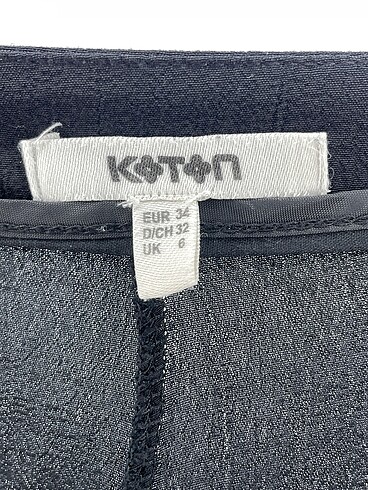 KOTON
EUR 34
D/CH 32
UK 6